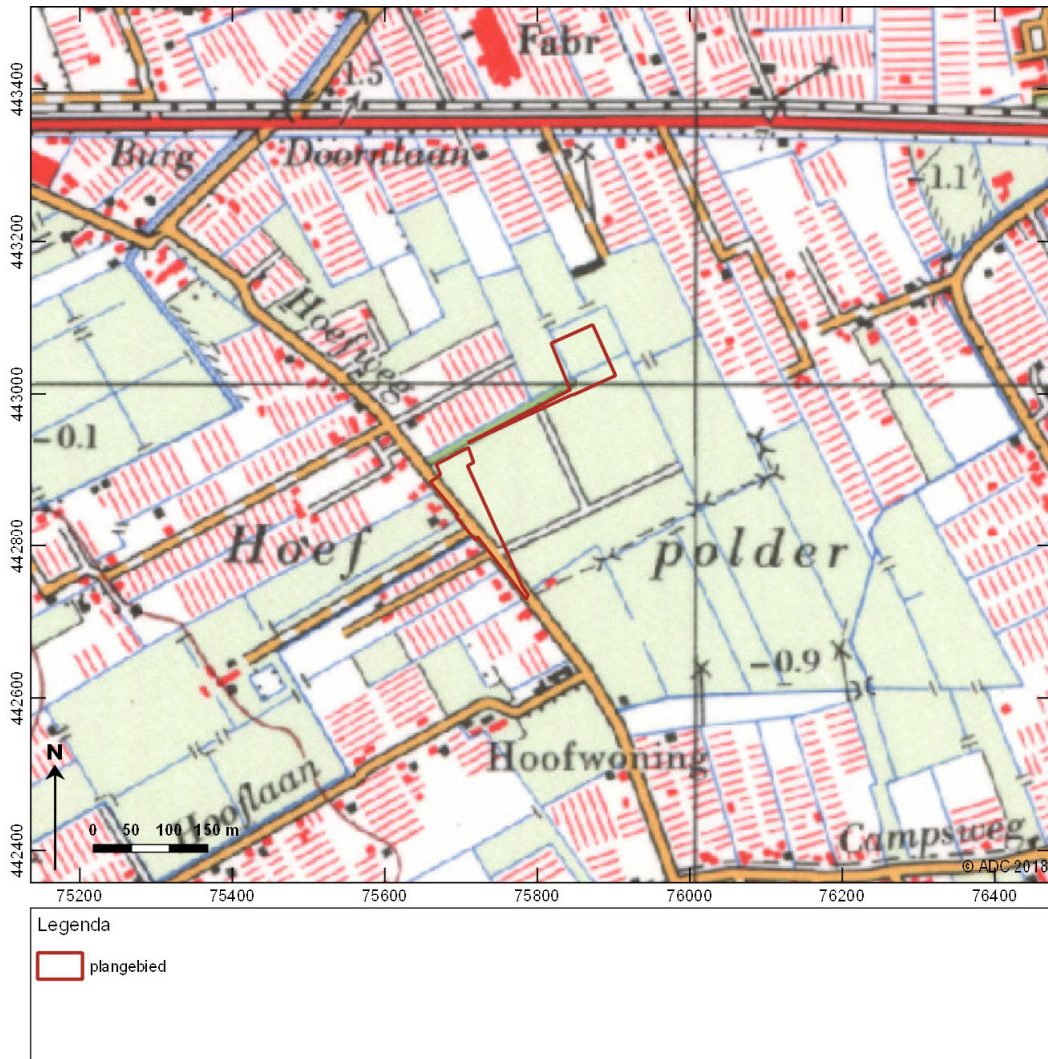 Fabr
1.5
Burg Doornlaan
7
-1.1
Hoefweg
-0.1
Hoef polder
-0.9
Hoofwoning
Hooflaan
Campsweg
N
0 50 100 150 m
© ADC 2018
443400
443200
443000
442800
442600
442400
75200 75400 75600 75800 76000 76200 76400
Legenda
plangebied